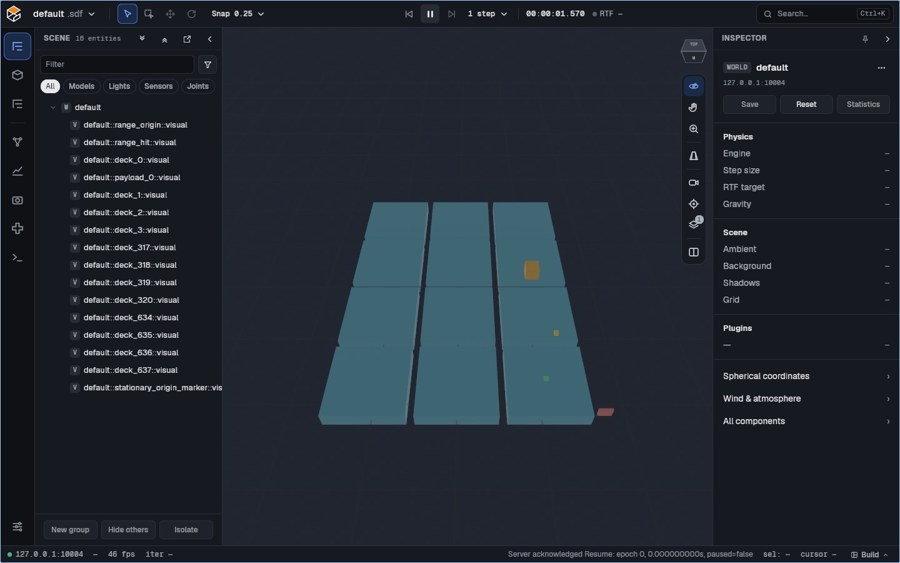 default .sdf
Snap 0.25
1 step
00:00:01.570
RTF –
Search...
Ctrl+K
SCENE 18 entities
Filter
All Models Lights Sensors Joints
W default
V default::range_origin::visual
V default::range_hit::visual
V default::deck_0::visual
V default::payload_0::visual
V default::deck_1::visual
V default::deck_2::visual
V default::deck_3::visual
V default::deck_317::visual
V default::deck_318::visual
V default::deck_319::visual
V default::deck_320::visual
V default::deck_634::visual
V default::deck_635::visual
V default::deck_636::visual
V default::deck_637::visual
V default::stationary_origin_marker::vis
New group Hide others Isolate
TOP
1
INSPECTOR
WORLD default
127.0.0.1:10004
Save Reset Statistics
Physics
Engine –
Step size –
RTF target –
Gravity –
Scene
Ambient –
Background –
Shadows –
Grid –
Plugins
— –
Spherical coordinates
Wind & atmosphere
All components
127.0.0.1:10004 – 46 fps iter –
Server acknowledged Resume: epoch 0, 0.000000000s, paused=false sel: – cursor – Build